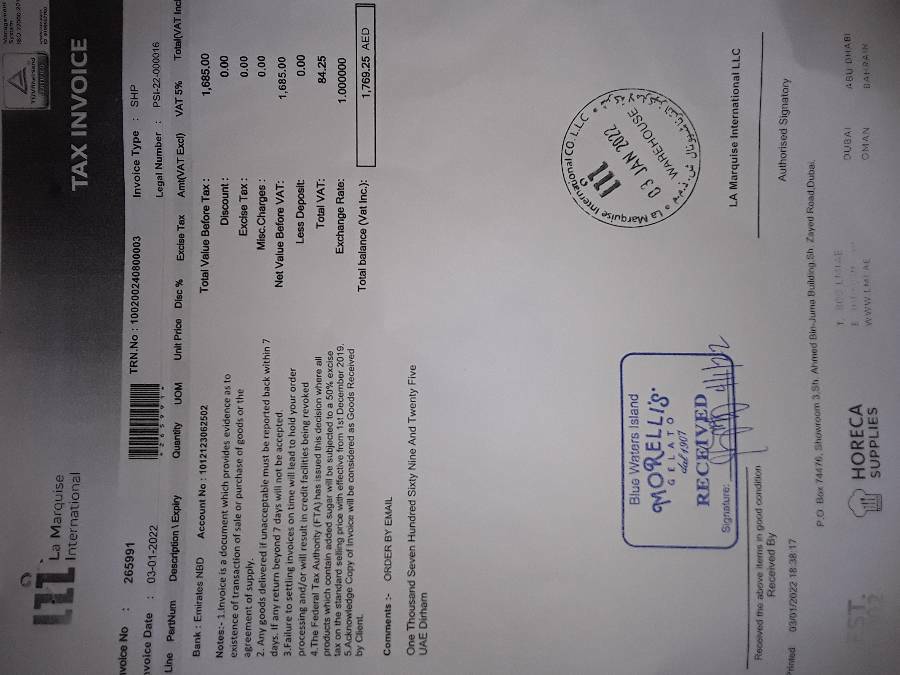 La Marquise
International
Management
System
TÜVRheinland
CERTIFIED
TAX INVOICE
Invoice No : 265991
*265991*
TRN.No : 100200240800003
Invoice Type : SHP
Invoice Date : 03-01-2022
Legal Number : PSI-22-000016
Line PartNum Description \ Expiry Quantity UOM Unit Price Disc % Excise Tax Amt(VAT Excl) VAT 5% Total(VAT Incl
Bank : Emirates NBD Account No : 1012123062502
Notes:- 1.Invoice is a document which provides evidence as to
existence of transaction of sale or purchase of goods or the
agreement of supply.
2. Any goods delivered if unacceptable must be reported back within 7
days. If any return beyond 7 days will not be accepted.
3.Failure to settling invoices on time will lead to hold your order
processing and/or will result in credit facilities being revoked
4.The Federal Tax Authority (FTA) has issued this decision where all
products which contain added sugar will be subjected to a 50% excise
tax on the standard selling price with effective from 1st December 2019.
5.Acknowledge Copy of Invoice will be considered as Goods Received
by Client.
Total Value Before Tax : 1,685.00
Discount : 0.00
Excise Tax : 0.00
Misc.Charges : 0.00
Net Value Before VAT: 1,685.00
Less Deposit: 0.00
Total VAT: 84.25
Exchange Rate: 1.000000
Total balance (Vat Inc.): 1,769.25 AED
Comments :- ORDER BY EMAIL
One Thousand Seven Hundred Sixty Nine And Twenty Five
UAE Dirham
La Marquise International CO.L.L.C
03 JAN 2022
WAREHOUSE
Blue Waters Island
MORELLI'S
GELATO
dal 1907
RECEIVED
Signature:
LA Marquise International LLC
Received the above items in good condition
Received By
Authorised Signatory
Printed 03/01/2022 18:38:17
P.O Box 74476, Showroom 3,Sh. Ahmed Bin-Juma Building,Sh. Zayed Road,Dubai.
HORECA
SUPPLIES
T. 800 LMI AE
WWW.LMI.AE
DUBAI ABU DHABI
OMAN BAHRAIN